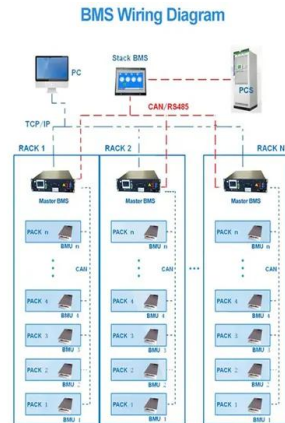 BMS Wiring Diagram
Stack BMS
PC
PCS
CAN/RS485
TCP/IP
RACK 1
RACK 2
RACK N
Master BMS
Master BMS
Master BMS
PACK n
BMU n
PACK n
BMU n
PACK n
BMU n
CAN
CAN
CAN
PACK 4
BMU 4
PACK 4
BMU 4
PACK 4
BMU 4
PACK 3
BMU 3
PACK 3
BMU 3
PACK 3
BMU 3
PACK 2
BMU 2
PACK 2
BMU 2
PACK 2
BMU 2
PACK 1
BMU 1
PACK 1
BMU 1
PACK 1
BMU 1